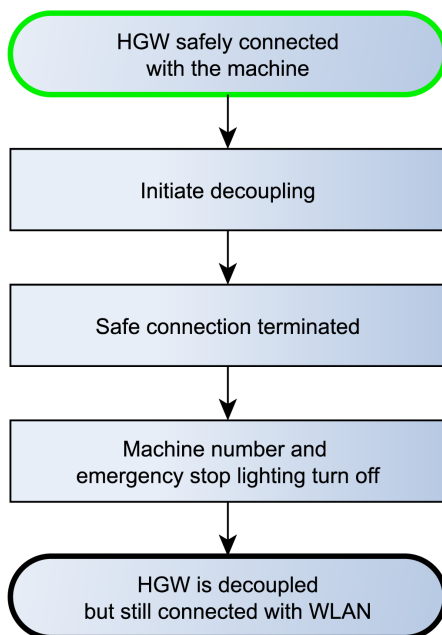 HGW safely connected
with the machine
Initiate decoupling
Safe connection terminated
Machine number and
emergency stop lighting turn off
HGW is decoupled
but still connected with WLAN